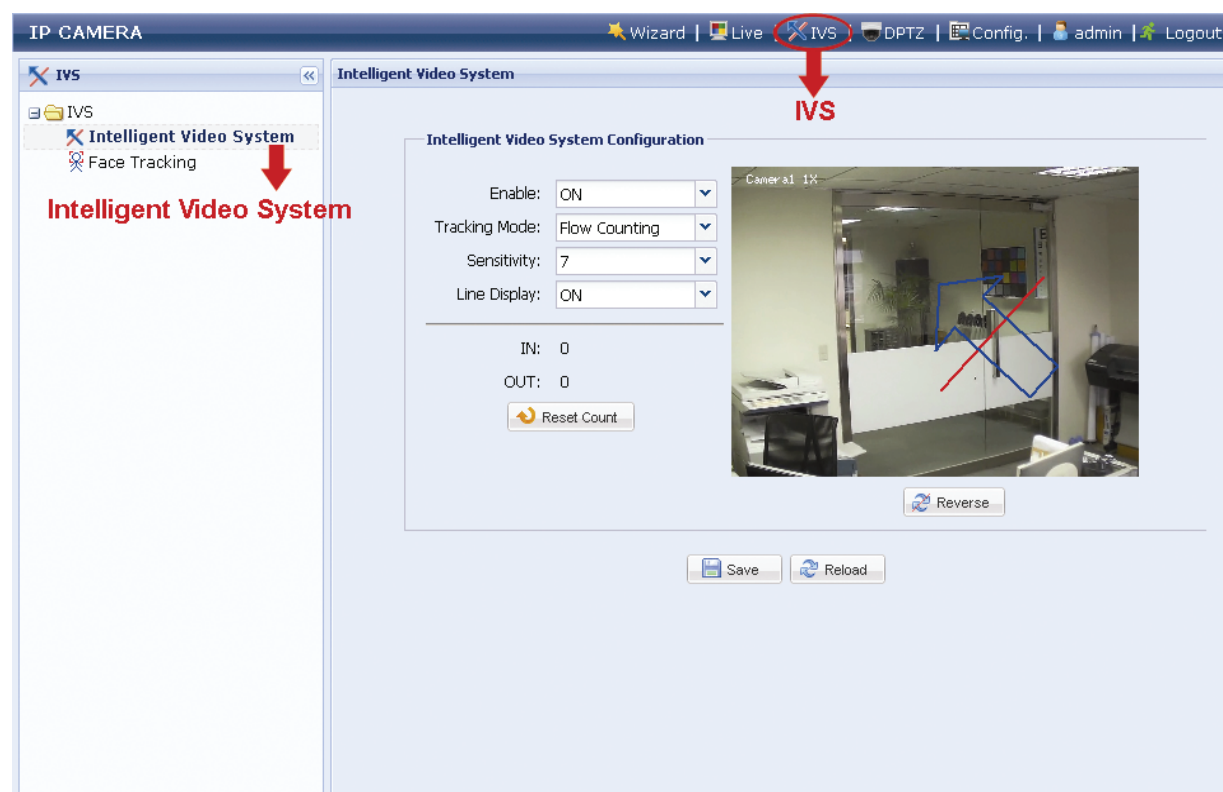 IP CAMERA
Wizard | Live | IVS | DPTZ | Config. | admin | Logout
IVS
IVS
Intelligent Video System
Face Tracking
Intelligent Video System
Intelligent Video System
IVS
Intelligent Video System Configuration
Enable: ON
Tracking Mode: Flow Counting
Sensitivity: 7
Line Display: ON
IN: 0
OUT: 0
Reset Count
Camera1 1X
Reverse
Save
Reload